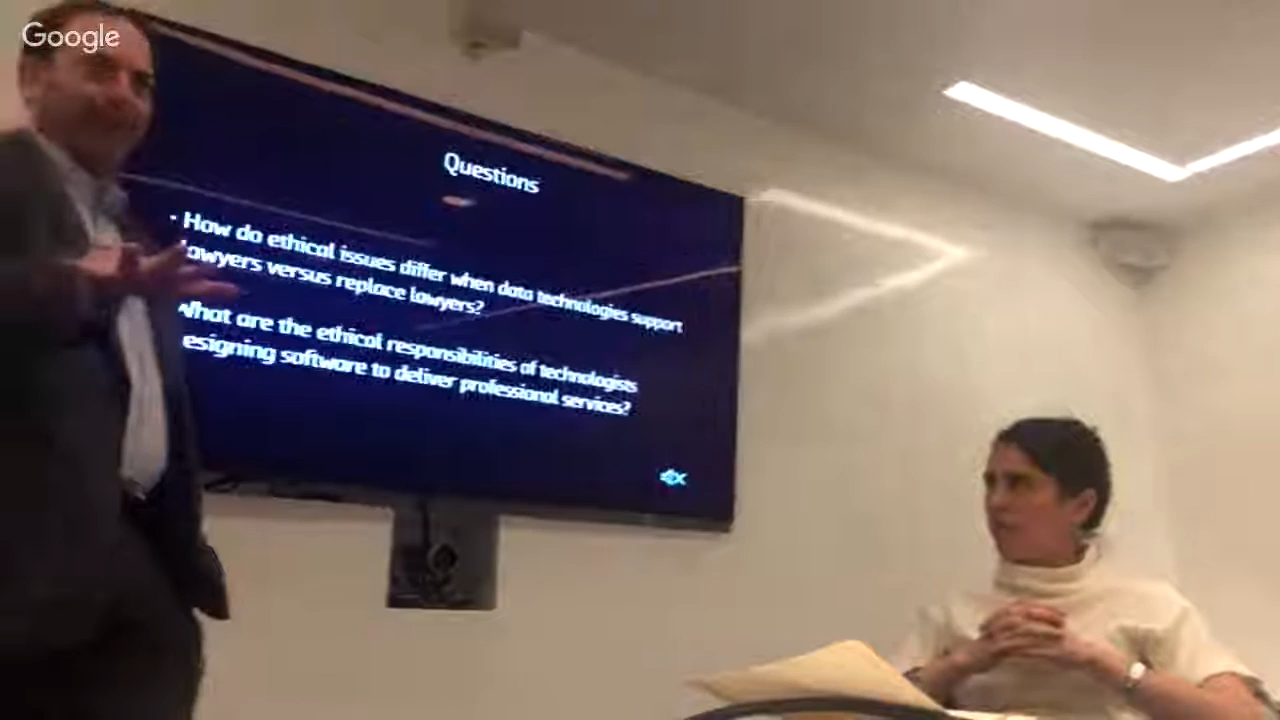 Google
Questions
· How do ethical issues differ when data technologies support
lawyers versus replace lawyers?
What are the ethical responsibilities of technologists
esigning software to deliver professional services?